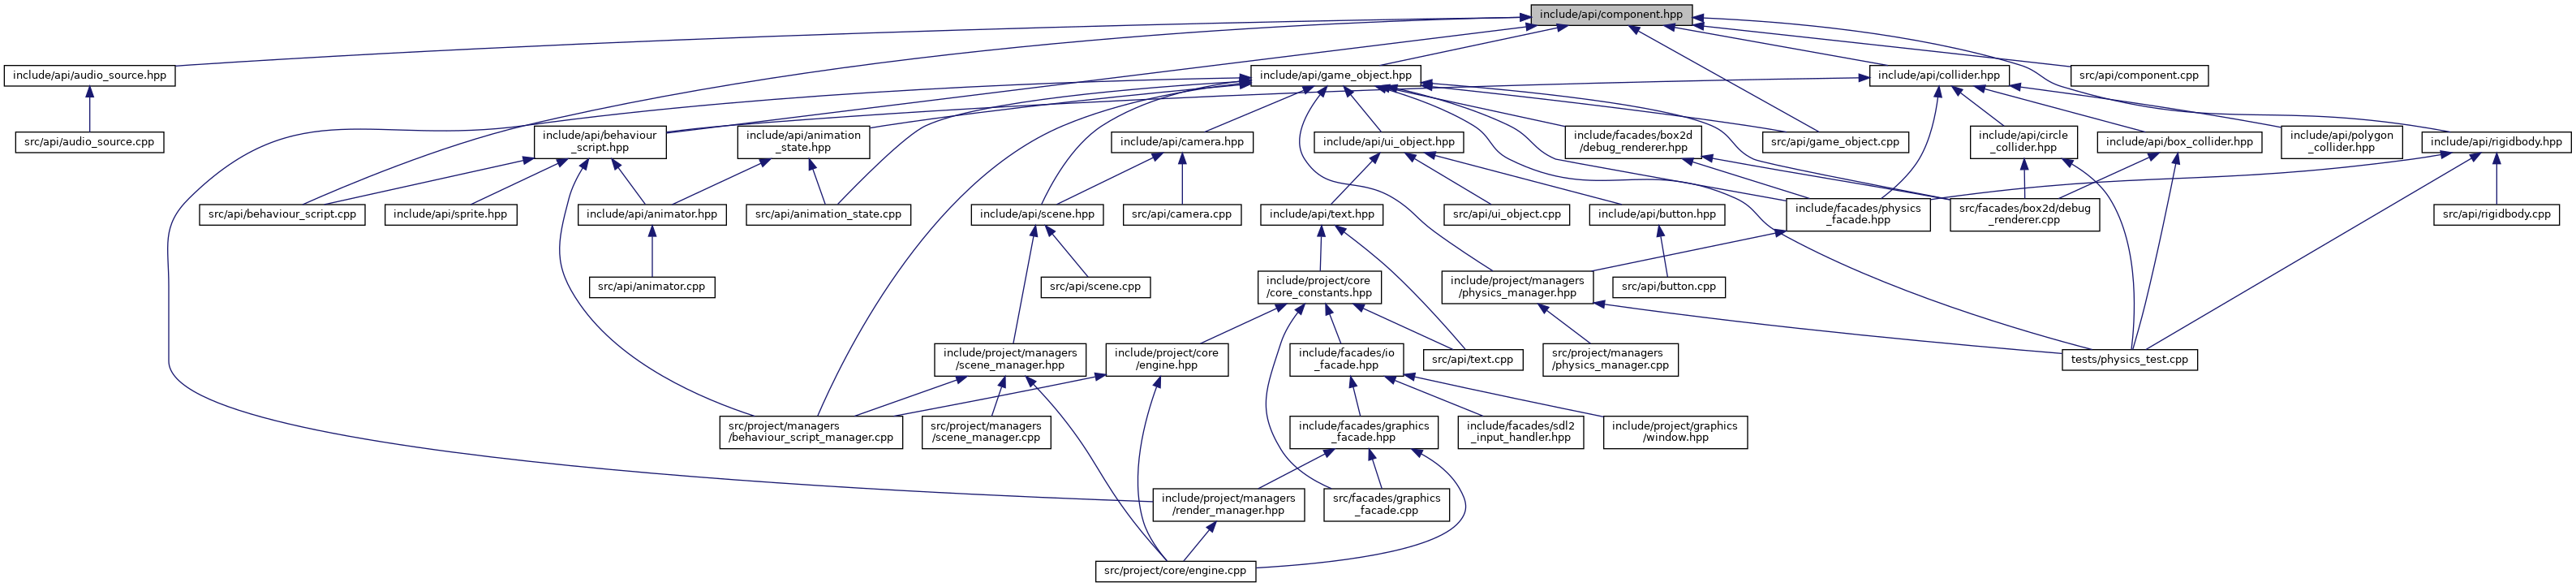 include/api/component.hpp
include/api/audio_source.hpp
include/api/game_object.hpp
include/api/collider.hpp
src/api/component.cpp
src/api/audio_source.cpp
include/api/behaviour
_script.hpp
include/api/animation
_state.hpp
include/api/camera.hpp
include/api/ui_object.hpp
include/facades/box2d
/debug_renderer.hpp
src/api/game_object.cpp
include/api/circle
_collider.hpp
include/api/box_collider.hpp
include/api/polygon
_collider.hpp
include/api/rigidbody.hpp
src/api/behaviour_script.cpp
include/api/sprite.hpp
include/api/animator.hpp
src/api/animation_state.cpp
include/api/scene.hpp
src/api/camera.cpp
include/api/text.hpp
src/api/ui_object.cpp
include/api/button.hpp
include/facades/physics
_facade.hpp
src/facades/box2d/debug
_renderer.cpp
src/api/rigidbody.cpp
src/api/animator.cpp
src/api/scene.cpp
include/project/core
/core_constants.hpp
include/project/managers
/physics_manager.hpp
src/api/button.cpp
include/project/managers
/scene_manager.hpp
include/project/core
/engine.hpp
include/facades/io
_facade.hpp
src/api/text.cpp
src/project/managers
/physics_manager.cpp
tests/physics_test.cpp
src/project/managers
/behaviour_script_manager.cpp
src/project/managers
/scene_manager.cpp
include/facades/graphics
_facade.hpp
include/facades/sdl2
_input_handler.hpp
include/project/graphics
/window.hpp
include/project/managers
/render_manager.hpp
src/facades/graphics
_facade.cpp
src/project/core/engine.cpp